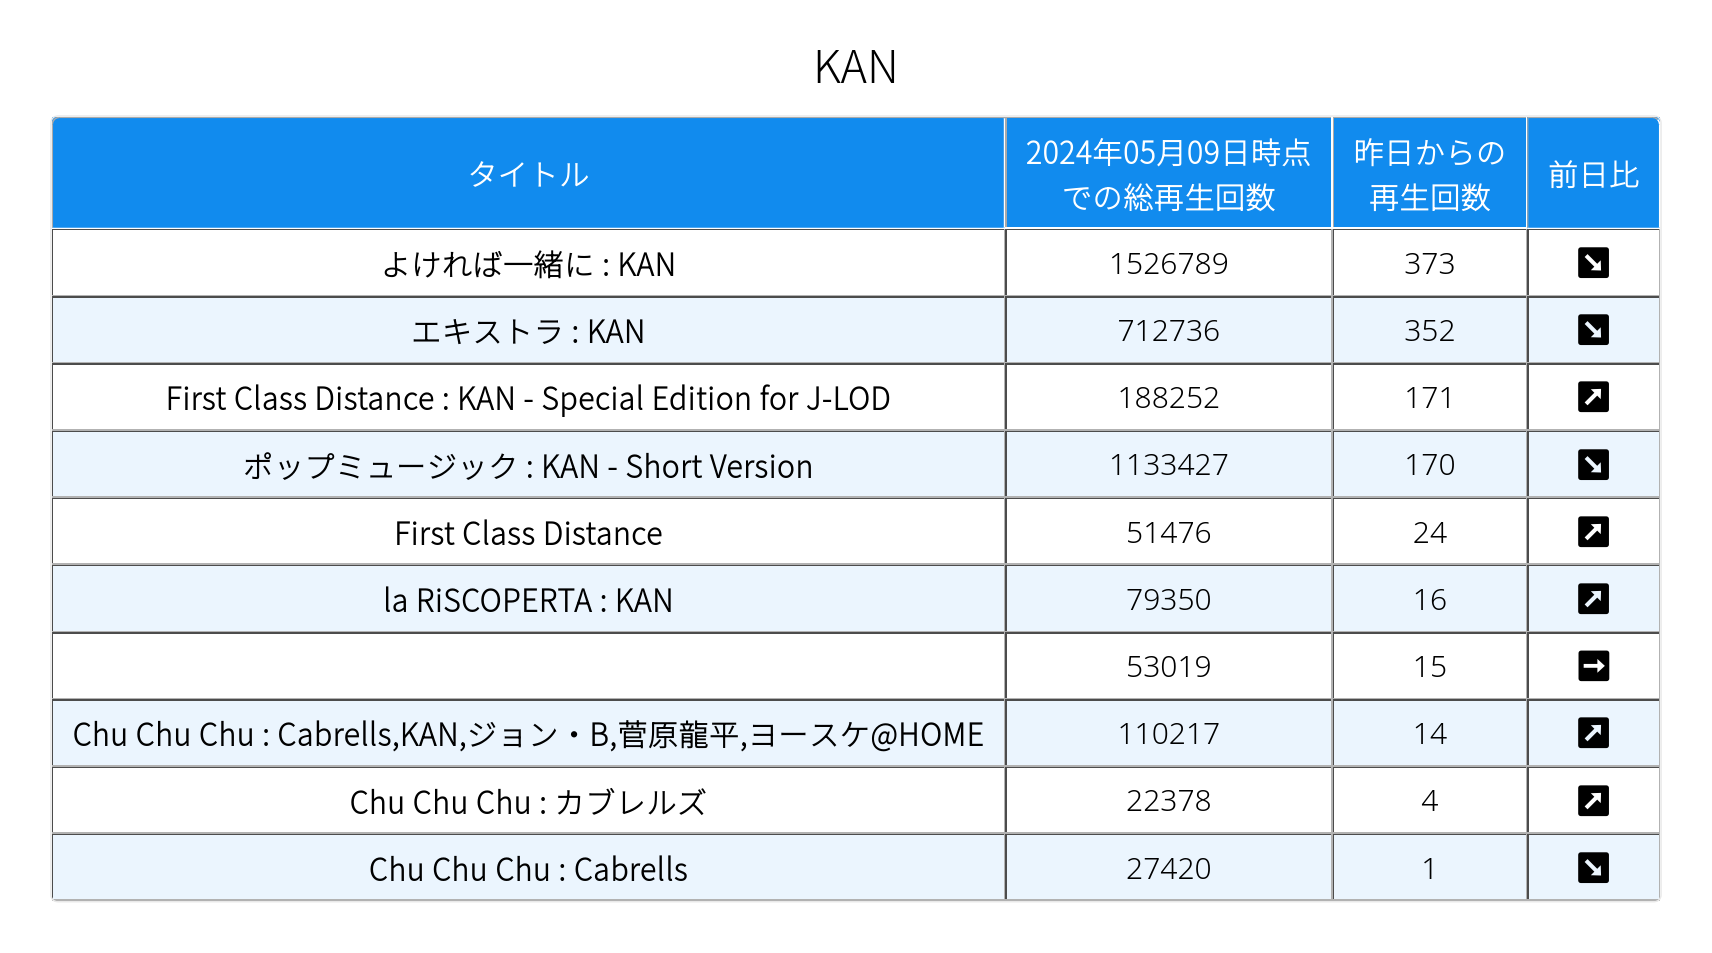 KAN
タイトル 2024年05月09日時点での総再生回数 昨日からの再生回数 前日比
よければ一緒に : KAN 1526789 373 ↘
エキストラ : KAN 712736 352 ↘
First Class Distance : KAN - Special Edition for J-LOD 188252 171 ↗
ポップミュージック : KAN - Short Version 1133427 170 ↘
First Class Distance 51476 24 ↗
la RiSCOPERTA : KAN 79350 16 ↗
53019 15 →
Chu Chu Chu : Cabrells,KAN,ジョン・B,菅原龍平,ヨースケ@HOME 110217 14 ↗
Chu Chu Chu : カブレルズ 22378 4 ↗
Chu Chu Chu : Cabrells 27420 1 ↘